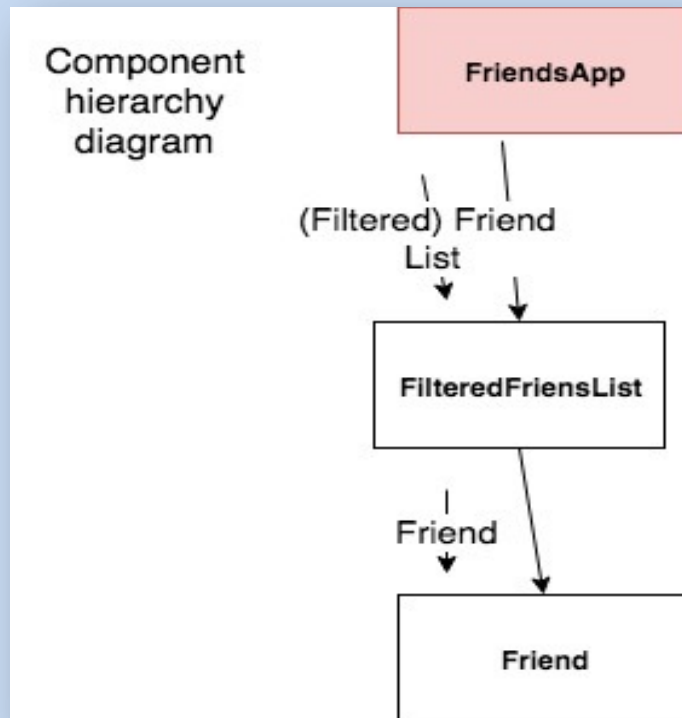 Component
hierarchy
diagram
FriendsApp
(Filtered) Friend
List
FilteredFriensList
Friend
Friend